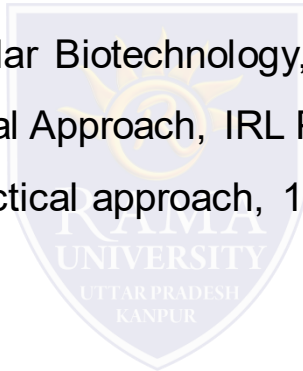 lar Biotechnology,
al Approach, IRL
ctical approach, 1
RAMA
UNIVERSITY
UTTAR PRADESH
KANPUR